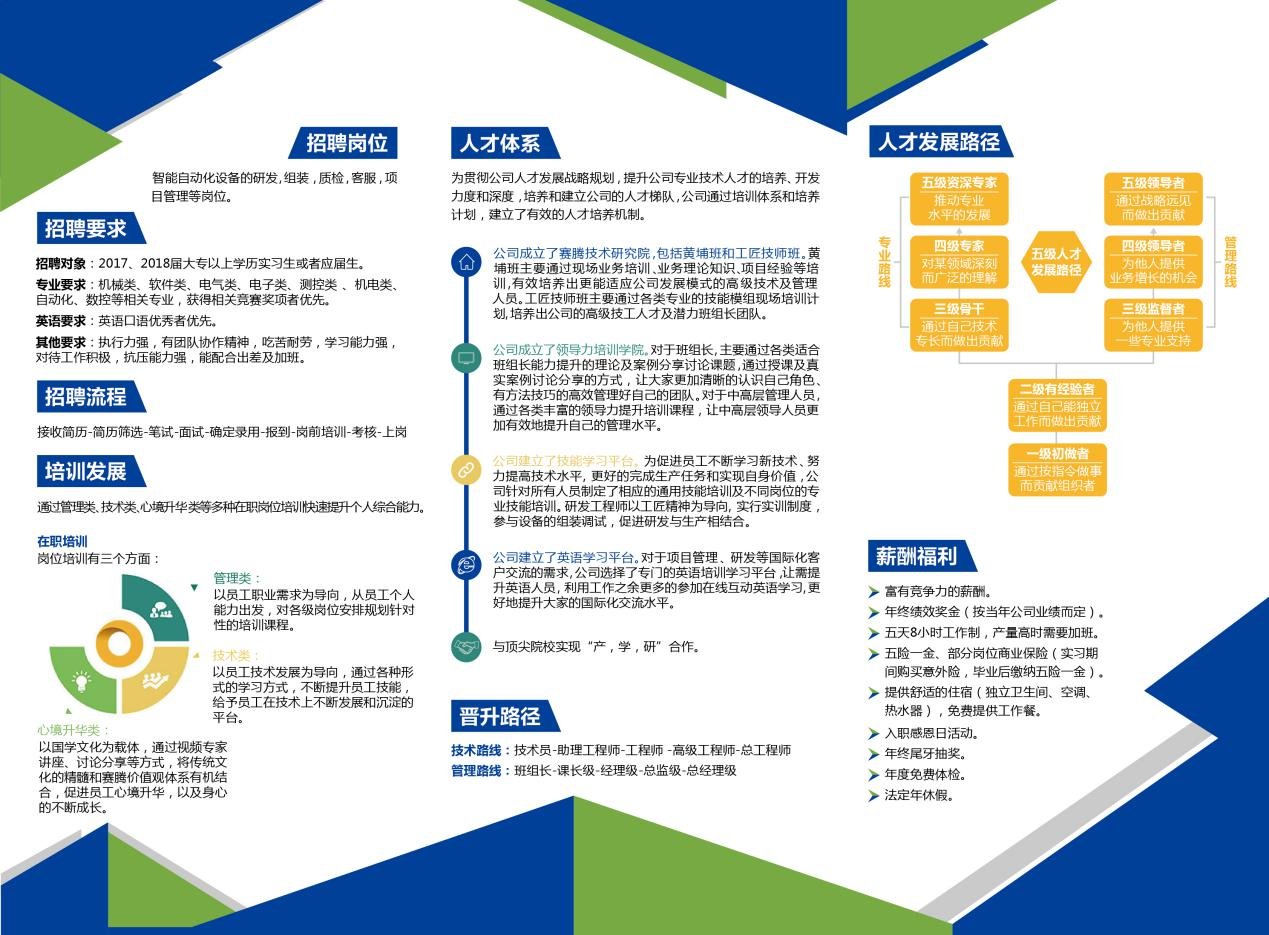 招聘岗位
智能自动化设备的研发,组装,质检,客服,项
目管理等岗位。
招聘要求
招聘对象：2017、2018届大专以上学历实习生或者应届生。
专业要求：机械类、软件类、电气类、电子类、测控类 、机电类、
自动化、数控等相关专业，获得相关竞赛奖项者优先。
英语要求：英语口语优秀者优先。
其他要求：执行力强，有团队协作精神，吃苦耐劳，学习能力强，
对待工作积极，抗压能力强，能配合出差及加班。
招聘流程
接收简历-简历筛选-笔试-面试-确定录用-报到-岗前培训-考核-上岗
培训发展
通过管理类、技术类、心境升华类等多种在职岗位培训快速提升个人综合能力。
在职培训
岗位培训有三个方面：
管理类：
以员工职业需求为导向，从员工个人
能力出发，对各级岗位安排规划针对
性的培训课程。
技术类：
以员工技术发展为导向，通过各种形
式的学习方式，不断提升员工技能，
给予员工在技术上不断发展和沉淀的
平台。
心境升华类：
以国学文化为载体，通过视频专家
讲座、讨论分享等方式，将传统文
化的精髓和赛腾价值观体系有机结
合，促进员工心境升华，以及身心
的不断成长。
人才体系
为贯彻公司人才发展战略规划，提升公司专业技术人才的培养、开发
力度和深度，培养和建立公司的人才梯队,公司通过培训体系和培养
计划，建立了有效的人才培养机制。
公司成立了赛腾技术研究院,包括黄埔班和工匠技师班。黄
埔班主要通过现场业务培训、业务理论知识、项目经验等培
训,有效培养出更能适应公司发展模式的高级技术及管理
人员。工匠技师班主要通过各类专业的技能模组现场培训计
划,培养出公司的高级技工人才及潜力班组长团队。
公司成立了领导力培训学院。对于班组长,主要通过各类适合
班组长能力提升的理论及案例分享讨论课题,通过授课及真
实案例讨论分享的方式，让大家更加清晰的认识自己角色、
有方法技巧的高效管理好自己的团队。对于中高层管理人员,
通过各类丰富的领导力提升培训课程，让中高层领导人员更
加有效地提升自己的管理水平。
公司建立了技能学习平台。为促进员工不断学习新技术、努
力提高技术水平，更好的完成生产任务和实现自身价值，公
司针对所有人员制定了相应的通用技能培训及不同岗位的专
业技能培训。研发工程师以工匠精神为导向,实行实训制度，
参与设备的组装调试，促进研发与生产相结合。
公司建立了英语学习平台。对于项目管理、研发等国际化客
户交流的需求,公司选择了专门的英语培训学习平台,让需提
升英语人员，利用工作之余更多的参加在线互动英语学习,更
好地提升大家的国际化交流水平。
与顶尖院校实现“产，学，研”合作。
晋升路径
技术路线：技术员-助理工程师-工程师 -高级工程师-总工程师
管理路线：班组长-课长级-经理级-总监级-总经理级
人才发展路径
专业路线
五级资深专家
推动专业
水平的发展
四级专家
对某领域深刻
而广泛的理解
三级骨干
通过自己技术
专长而做出贡献
五级人才
发展路径
五级领导者
通过战略远见
而做出贡献
四级领导者
为他人提供
业务增长的机会
三级监督者
为他人提供
一些专业支持
管理路线
二级有经验者
通过自己能独立
工作而做出贡献
一级初做者
通过按指令做事
而贡献组织者
薪酬福利
富有竞争力的薪酬。
年终绩效奖金（按当年公司业绩而定）。
五天8小时工作制，产量高时需要加班。
五险一金、部分岗位商业保险（实习期
间购买意外险，毕业后缴纳五险一金）。
提供舒适的住宿（独立卫生间、空调、
热水器），免费提供工作餐。
入职感恩日活动。
年终尾牙抽奖。
年度免费体检。
法定年休假。